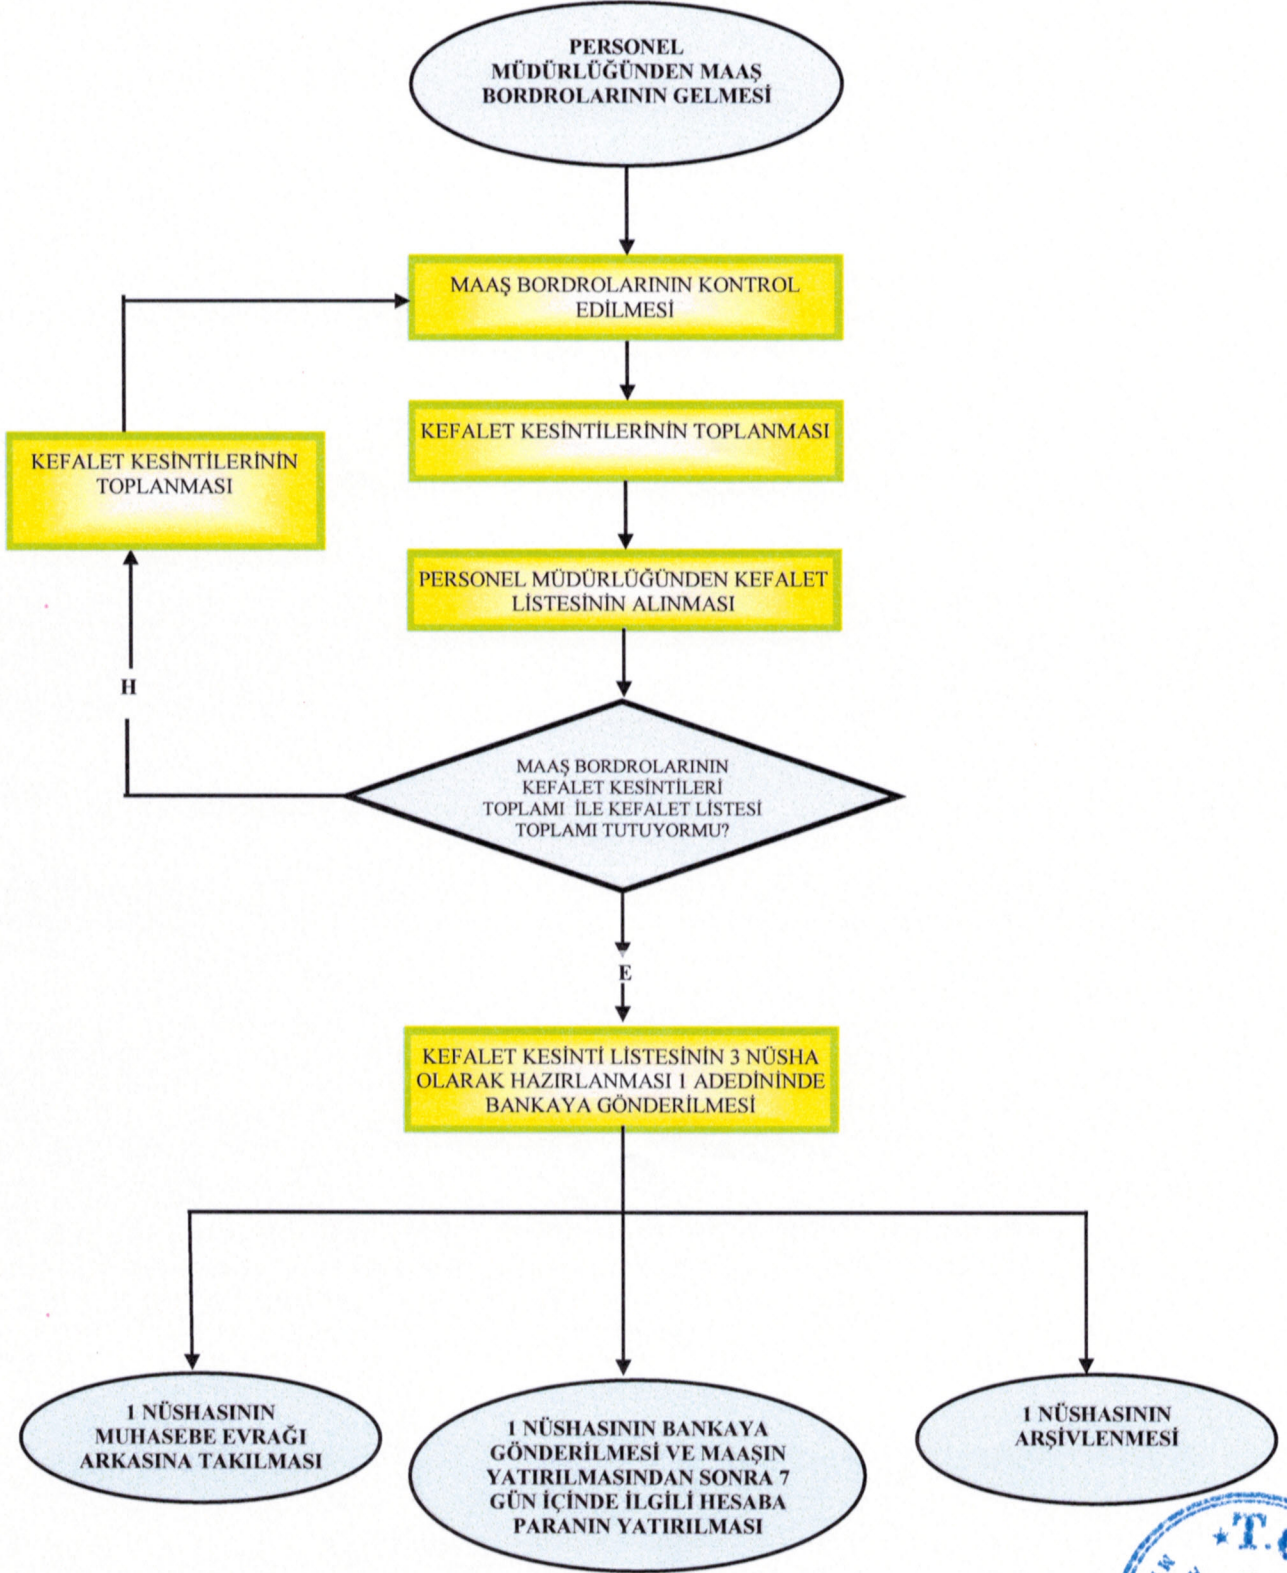 PERSONEL
MÜDÜRLÜĞÜNDEN MAAŞ
BORDROLARININ GELMESİ
MAAŞ BORDROLARININ KONTROL
EDİLMESİ
KEFALET KESİNTİLERİNİN TOPLANMASI
KEFALET KESİNTİLERİNİN
TOPLANMASI
PERSONEL MÜDÜRLÜĞÜNDEN KEFALET
LİSTESİNİN ALINMASI
H
MAAŞ BORDROLARININ
KEFALET KESİNTİLERİ
TOPLAMI İLE KEFALET LİSTESİ
TOPLAMI TUTUYORMU?
E
KEFALET KESİNTİ LİSTESİNİN 3 NÜSHA
OLARAK HAZIRLANMASI 1 ADEDİNİNDE
BANKAYA GÖNDERİLMESİ
1 NÜSHASININ
MUHASEBE EVRAĞI
ARKASINA TAKILMASI
1 NÜSHASININ BANKAYA
GÖNDERİLMESİ VE MAAŞIN
YATIRILMASINDAN SONRA 7
GÜN İÇİNDE İLGİLİ HESABA
PARANIN YATIRILMASI
1 NÜSHASININ
ARŞİVLENMESİ